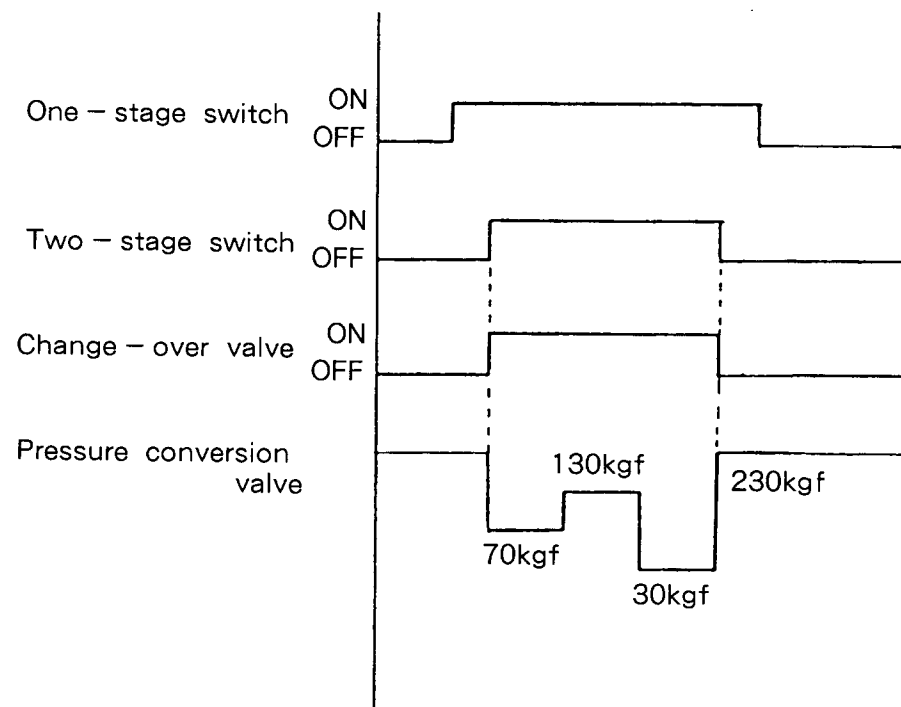 One – stage switch
ON
OFF
Two – stage switch
ON
OFF
Change – over valve
ON
OFF
Pressure conversion
valve
130kgf
230kgf
70kgf
30kgf